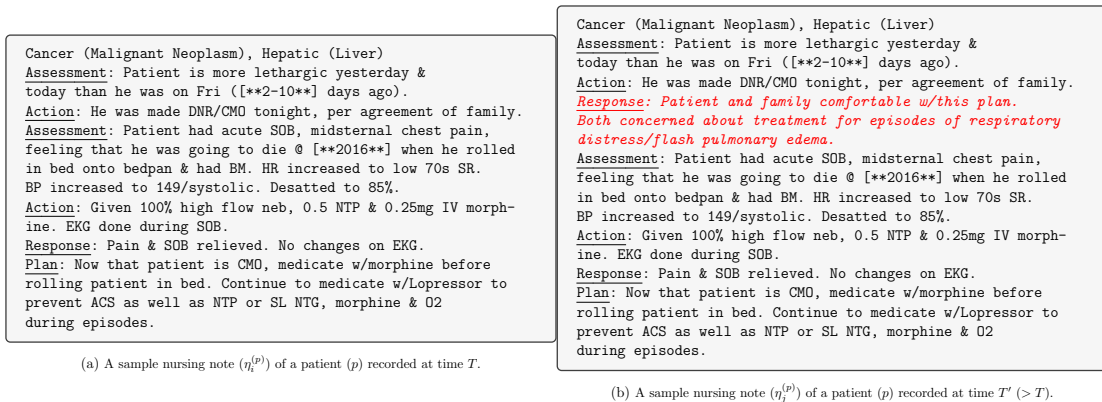 Cancer (Malignant Neoplasm), Hepatic (Liver)
Assessment: Patient is more lethargic yesterday &
today than he was on Fri ([**2-10**] days ago).
Action: He was made DNR/CMO tonight, per agreement of family.
Assessment: Patient had acute SOB, midsternal chest pain,
feeling that he was going to die @ [**2016**] when he rolled
in bed onto bedpan & had BM. HR increased to low 70s SR.
BP increased to 149/systolic. Desatted to 85%.
Action: Given 100% high flow neb, 0.5 NTP & 0.25mg IV morph-
ine. EKG done during SOB.
Response: Pain & SOB relieved. No changes on EKG.
Plan: Now that patient is CMO, medicate w/morphine before
rolling patient in bed. Continue to medicate w/Lopressor to
prevent ACS as well as NTP or SL NTG, morphine & O2
during episodes.
(a) A sample nursing note (η_i^(p)) of a patient (p) recorded at time T.
Cancer (Malignant Neoplasm), Hepatic (Liver)
Assessment: Patient is more lethargic yesterday &
today than he was on Fri ([**2-10**] days ago).
Action: He was made DNR/CMO tonight, per agreement of family.
Response: Patient and family comfortable w/this plan.
Both concerned about treatment for episodes of respiratory
distress/flash pulmonary edema.
Assessment: Patient had acute SOB, midsternal chest pain,
feeling that he was going to die @ [**2016**] when he rolled
in bed onto bedpan & had BM. HR increased to low 70s SR.
BP increased to 149/systolic. Desatted to 85%.
Action: Given 100% high flow neb, 0.5 NTP & 0.25mg IV morph-
ine. EKG done during SOB.
Response: Pain & SOB relieved. No changes on EKG.
Plan: Now that patient is CMO, medicate w/morphine before
rolling patient in bed. Continue to medicate w/Lopressor to
prevent ACS as well as NTP or SL NTG, morphine & O2
during episodes.
(b) A sample nursing note (η_j^(p)) of a patient (p) recorded at time T′ (> T).